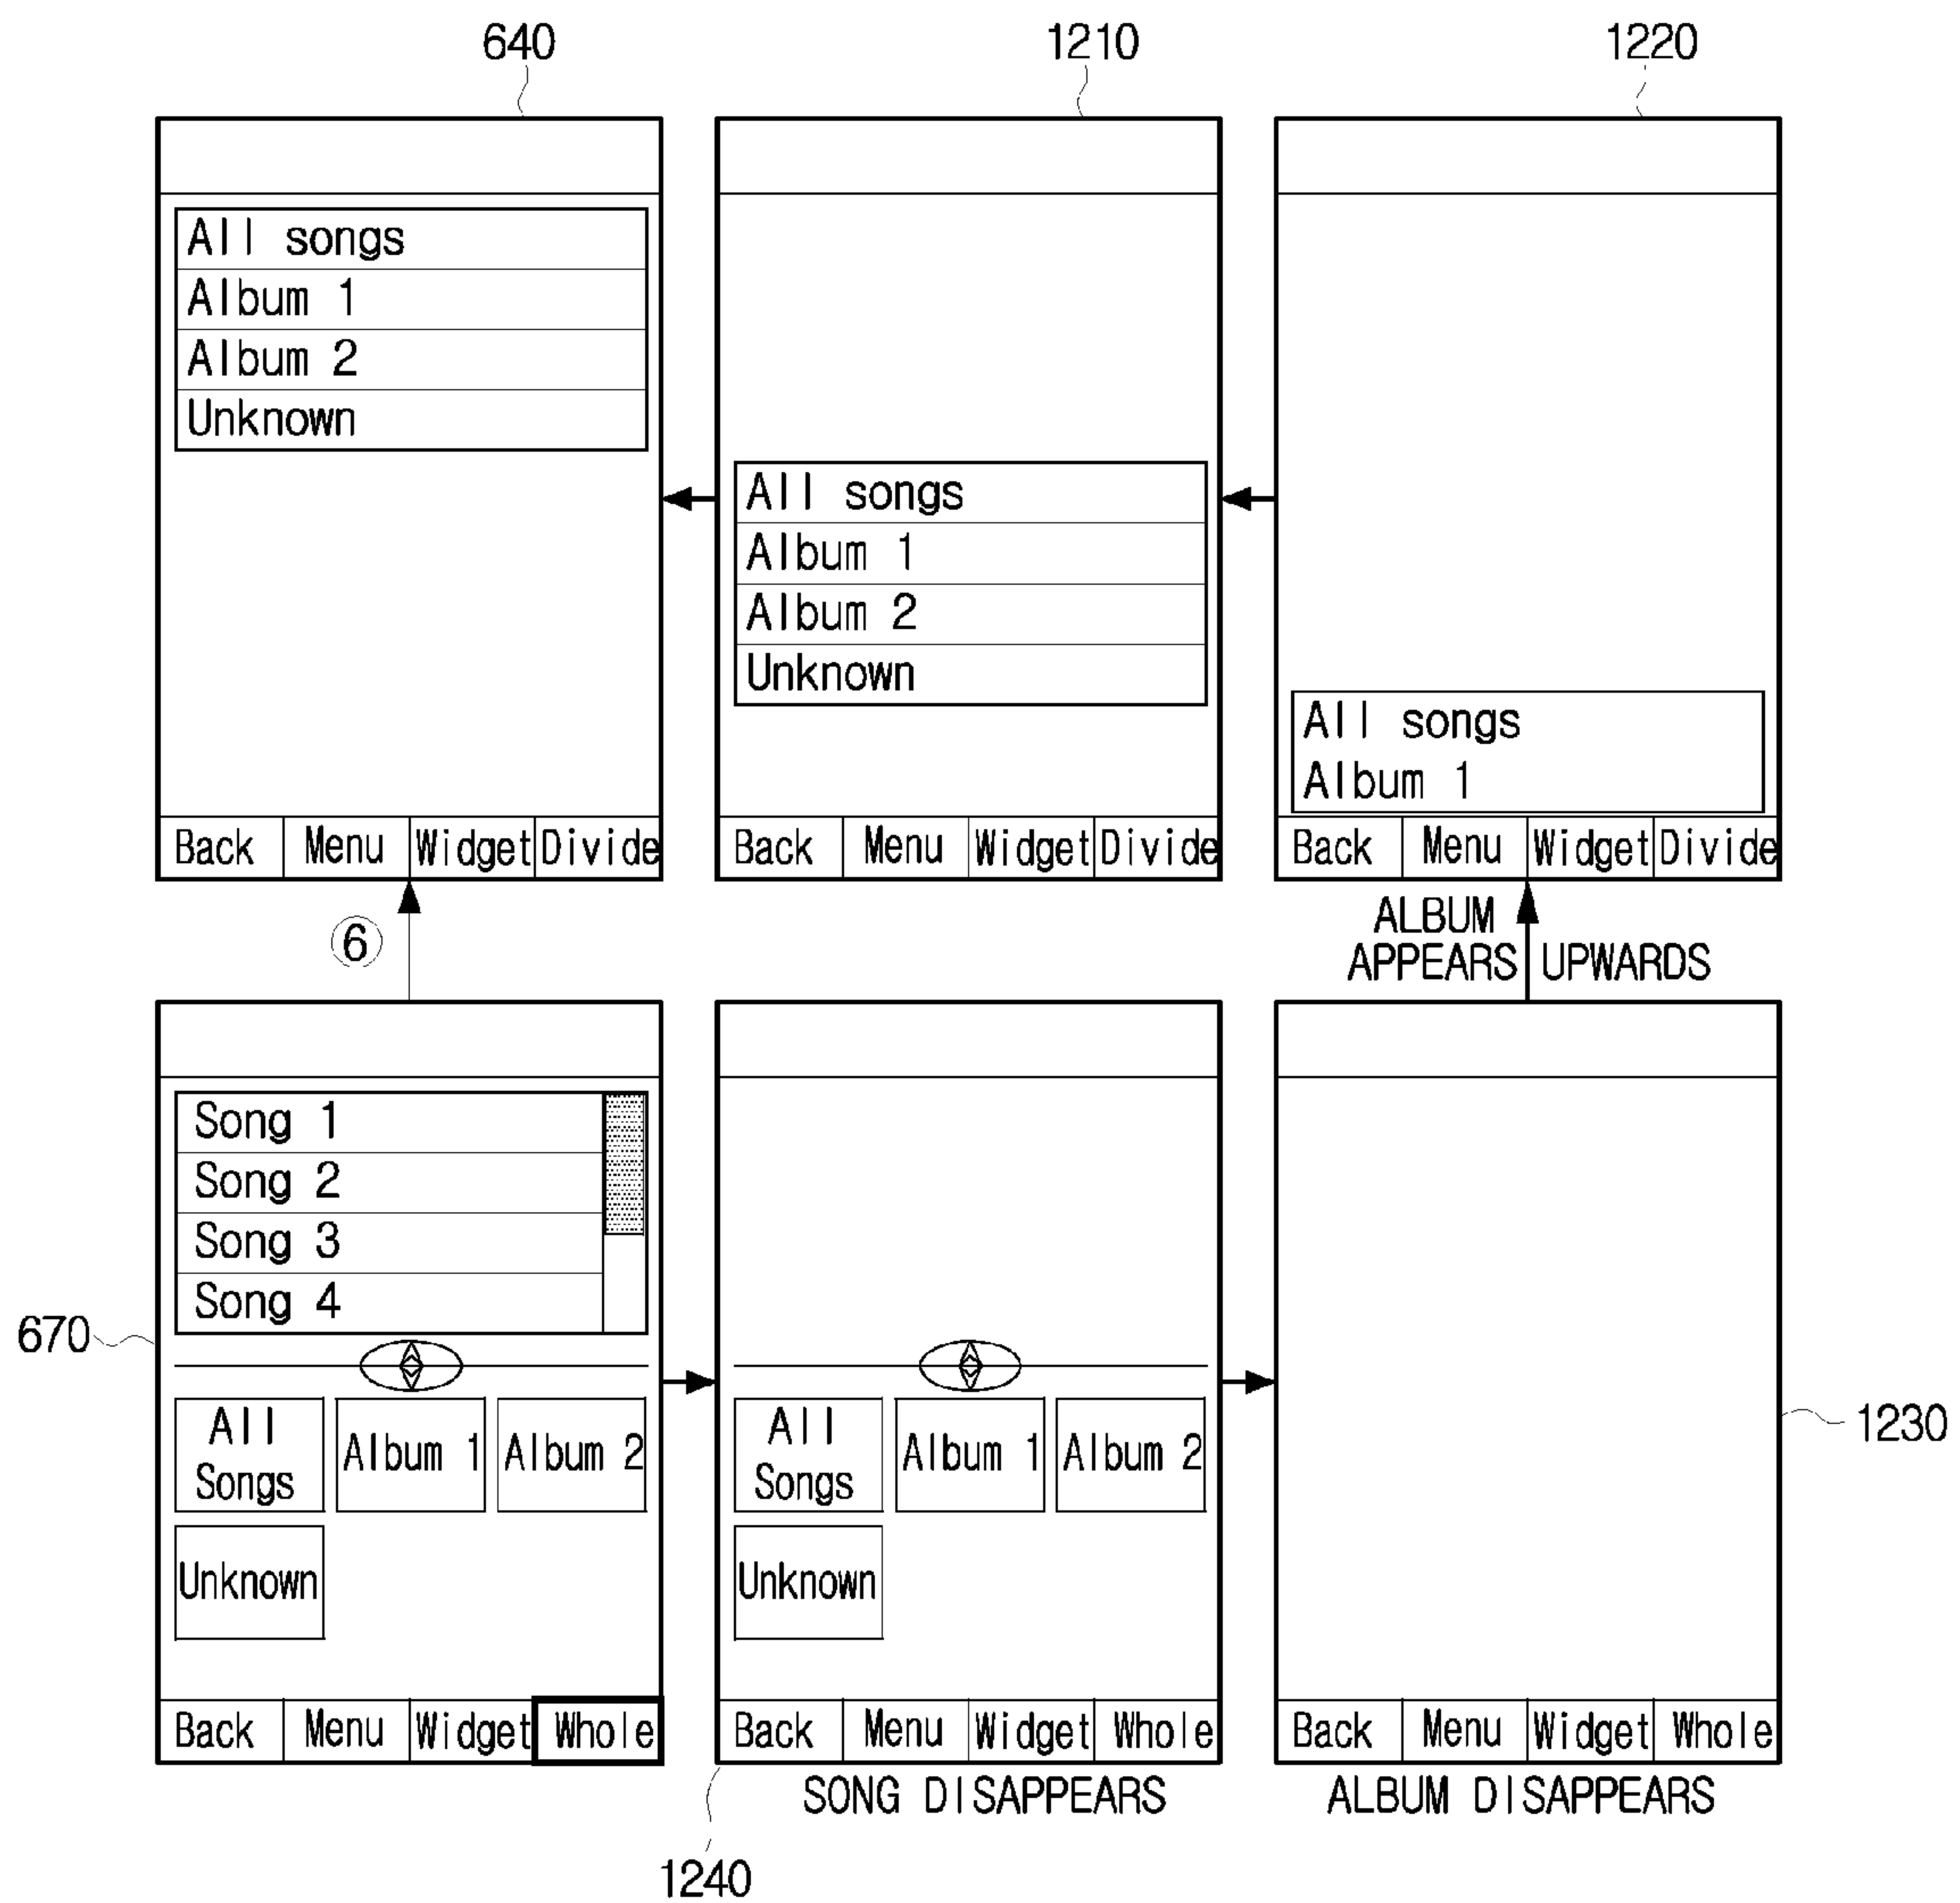 640
1210
1220
All songs
Album 1
Album 2
Unknown
Back Menu Widget Divide
All songs
Album 1
Album 2
Unknown
Back Menu Widget Divide
All songs
Album 1
Back Menu Widget Divide
6
ALBUM
APPEARS UPWARDS
670
Song 1
Song 2
Song 3
Song 4
All
Songs
Album 1
Album 2
Unknown
Back Menu Widget Whole
All
Songs
Album 1
Album 2
Unknown
Back Menu Widget Whole
SONG DISAPPEARS
1240
1230
Back Menu Widget Whole
ALBUM DISAPPEARS